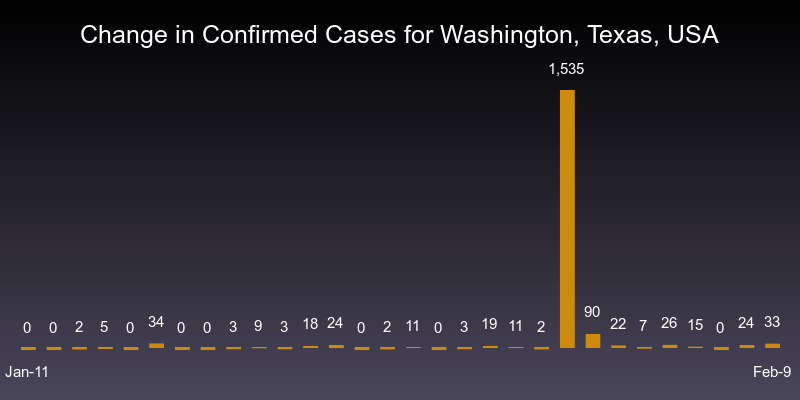 Change in Confirmed Cases for Washington, Texas, USA
1,535
0 0 2 5 0 34 0 0 3 9 3 18 24 0 2 11 0 3 19 11 2 90 22 7 26 15 0 24 33
Jan-11 Feb-9